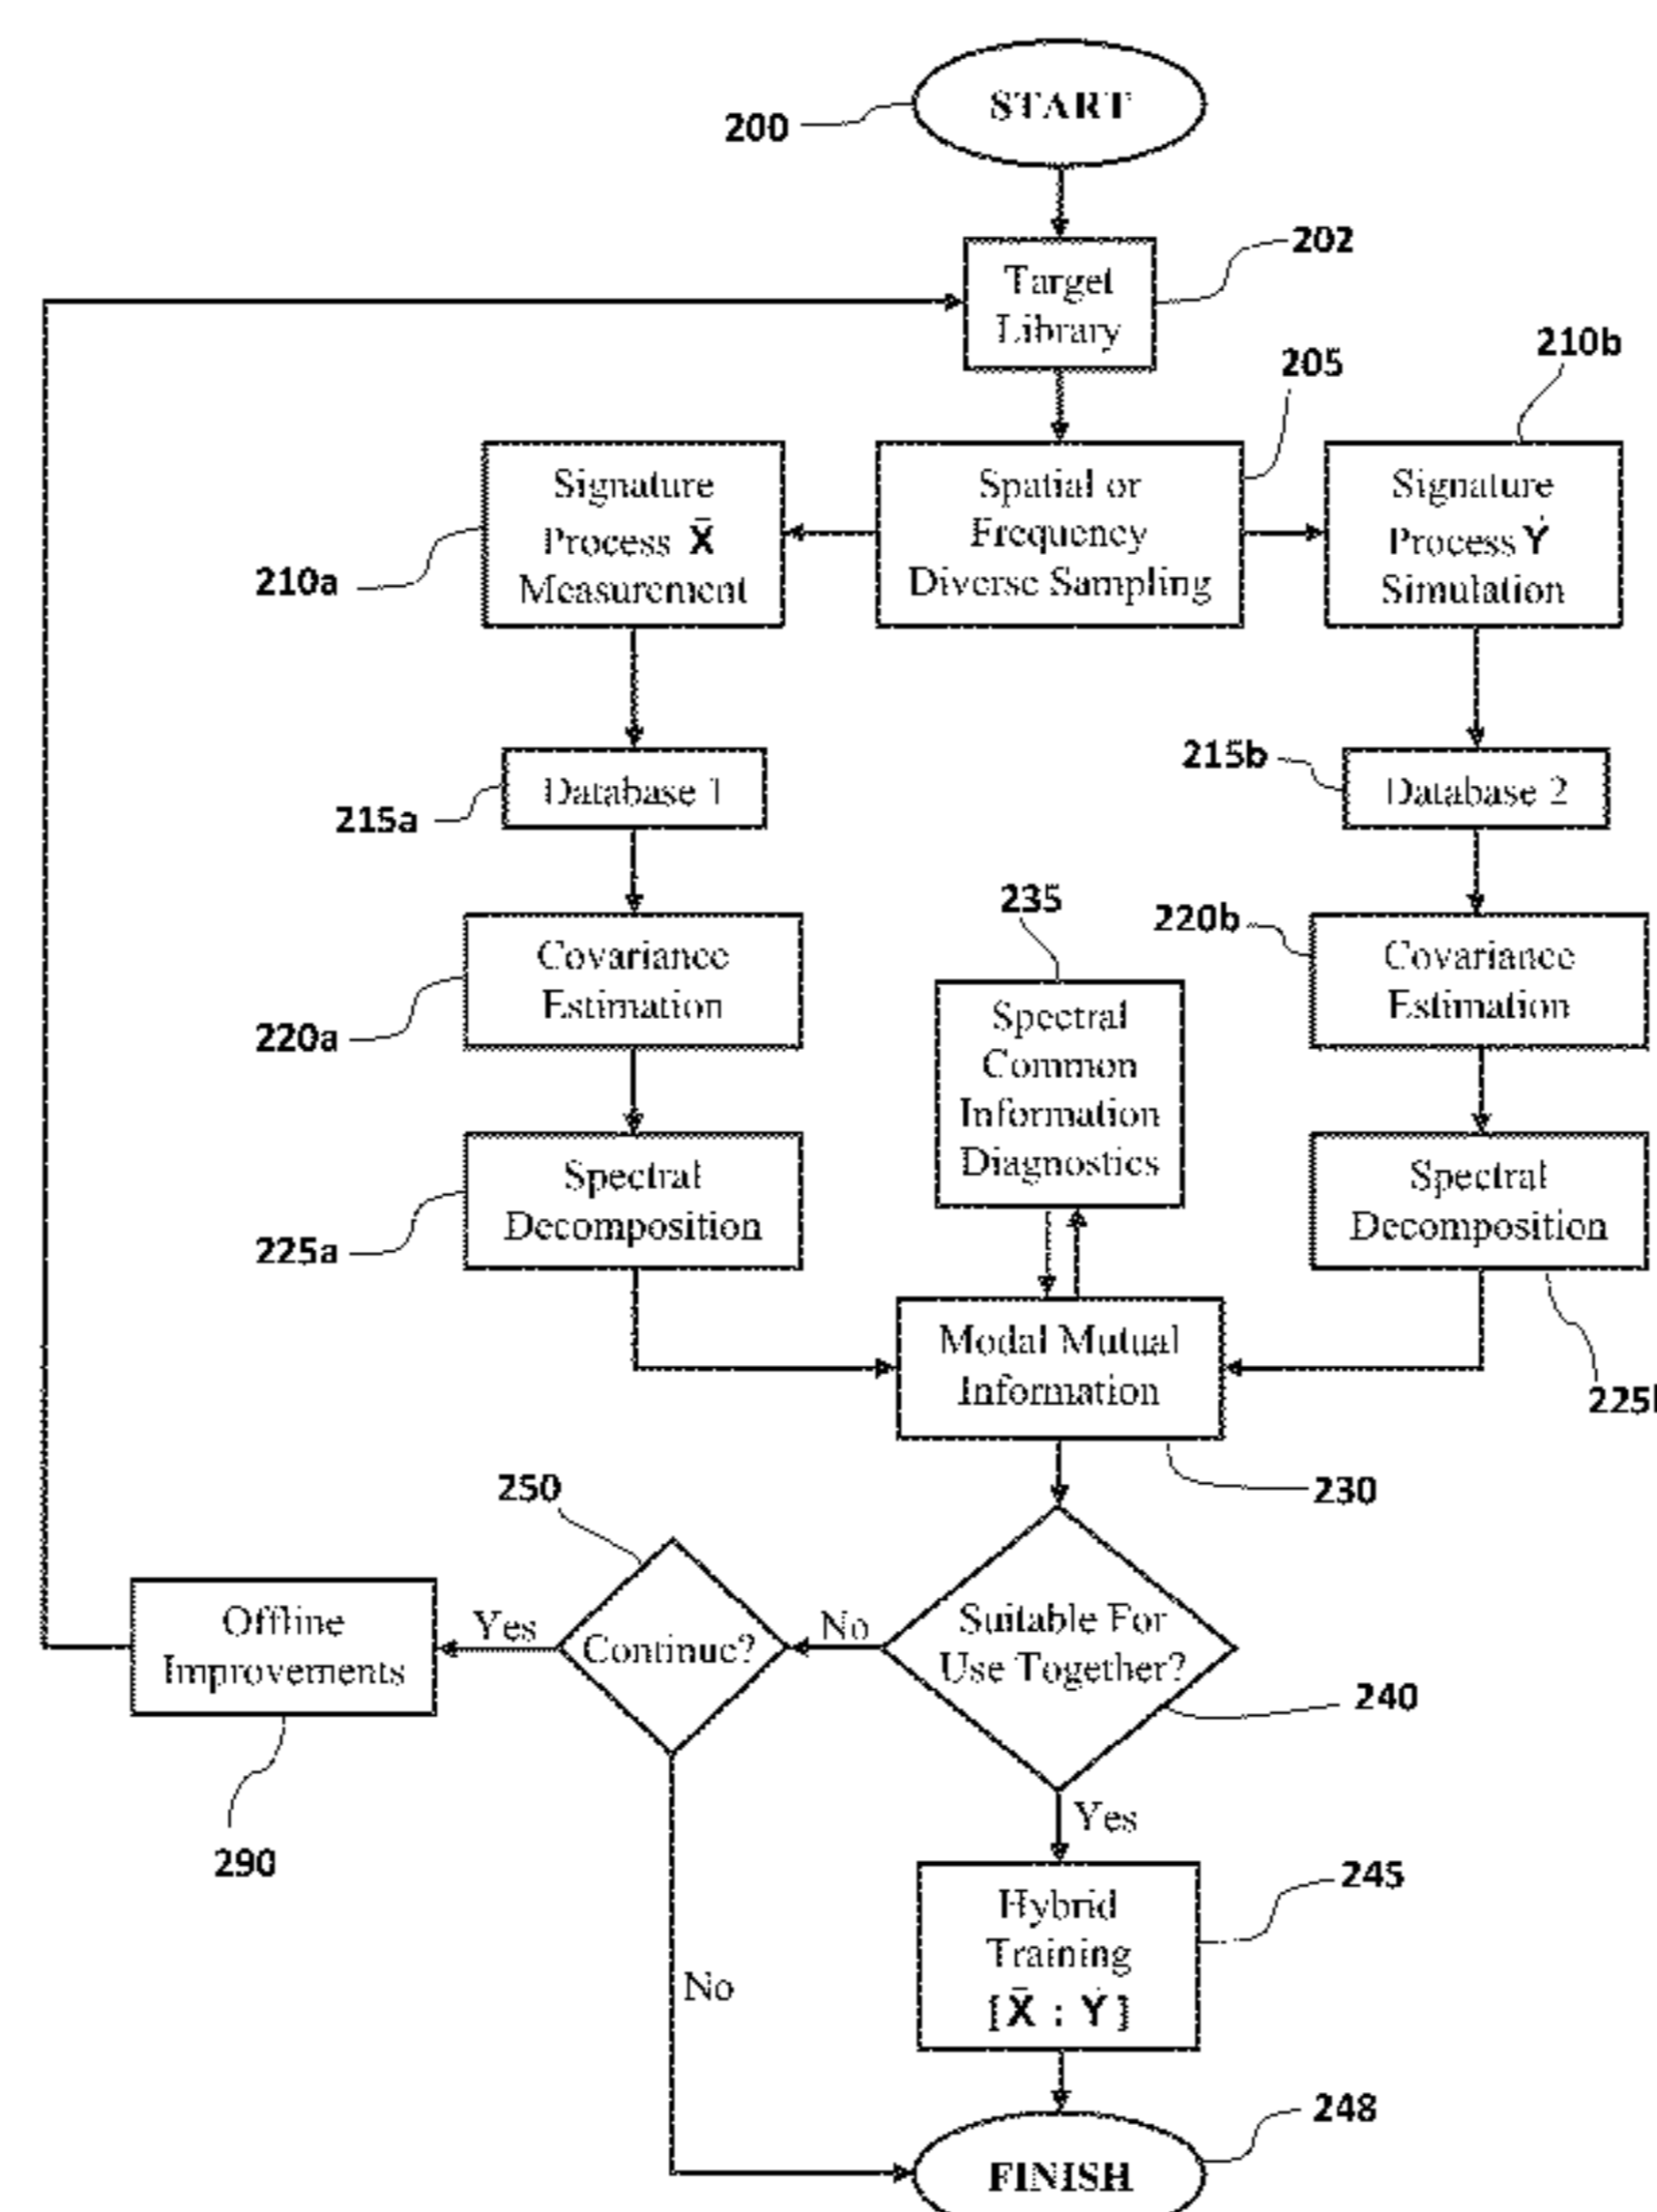 START
200
202
Target
Library
210b
205
Signature
Process X̄
Measurement
Spatial or
Frequency
Diverse Sampling
Signature
Process Ẏ
Simulation
210a
215b
Database 1
Database 2
215a
235
220b
Covariance
Estimation
Spectral
Common
Information
Diagnostics
Covariance
Estimation
220a
Spectral
Decomposition
Spectral
Decomposition
225a
Modal Mutual
Information
225
250
230
Offline
Improvements
Yes
Continue?
No
Suitable For
Use Together?
240
Yes
290
245
Hybrid
Training
[X̄ : Ẏ]
No
248
FINISH